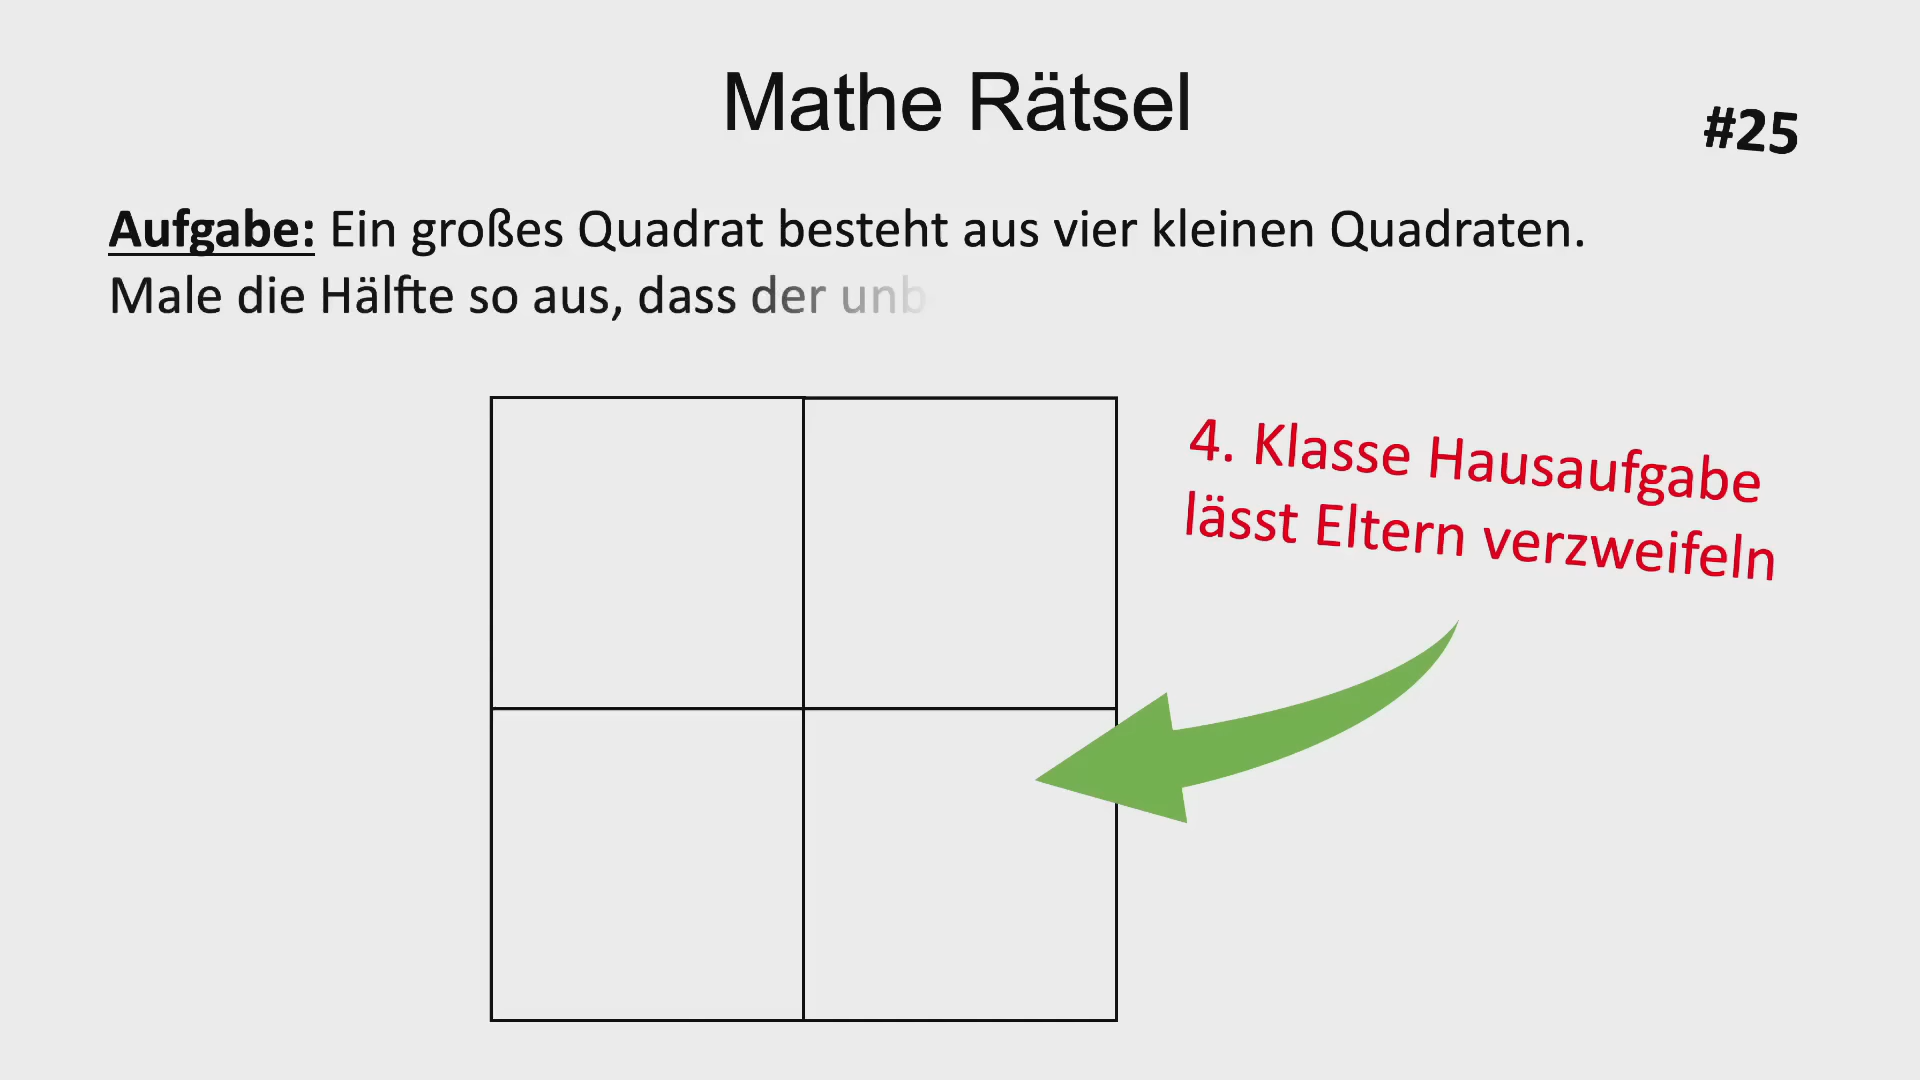 Mathe Rätsel
#25
Aufgabe: Ein großes Quadrat besteht aus vier kleinen Quadraten.
Male die Hälfte so aus, dass der unb
4. Klasse Hausaufgabe
lässt Eltern verzweifeln